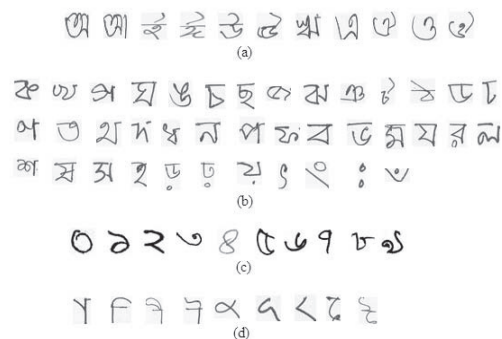 অ আ ই ঈ উ ঊ ঋ এ ঐ ও ঔ
(a)
ক খ গ ঘ ঙ চ ছ জ ঝ ঞ ট ঠ ড ঢ
ণ ত থ দ ধ ন প ফ ব ভ ম য র ল
শ ষ স হ ড় ঢ় য় ৎ ং ঃ ঁ
(b)
০ ১ ২ ৩ ৪ ৫ ৬ ৭ ৮ ৯
(c)
(d)